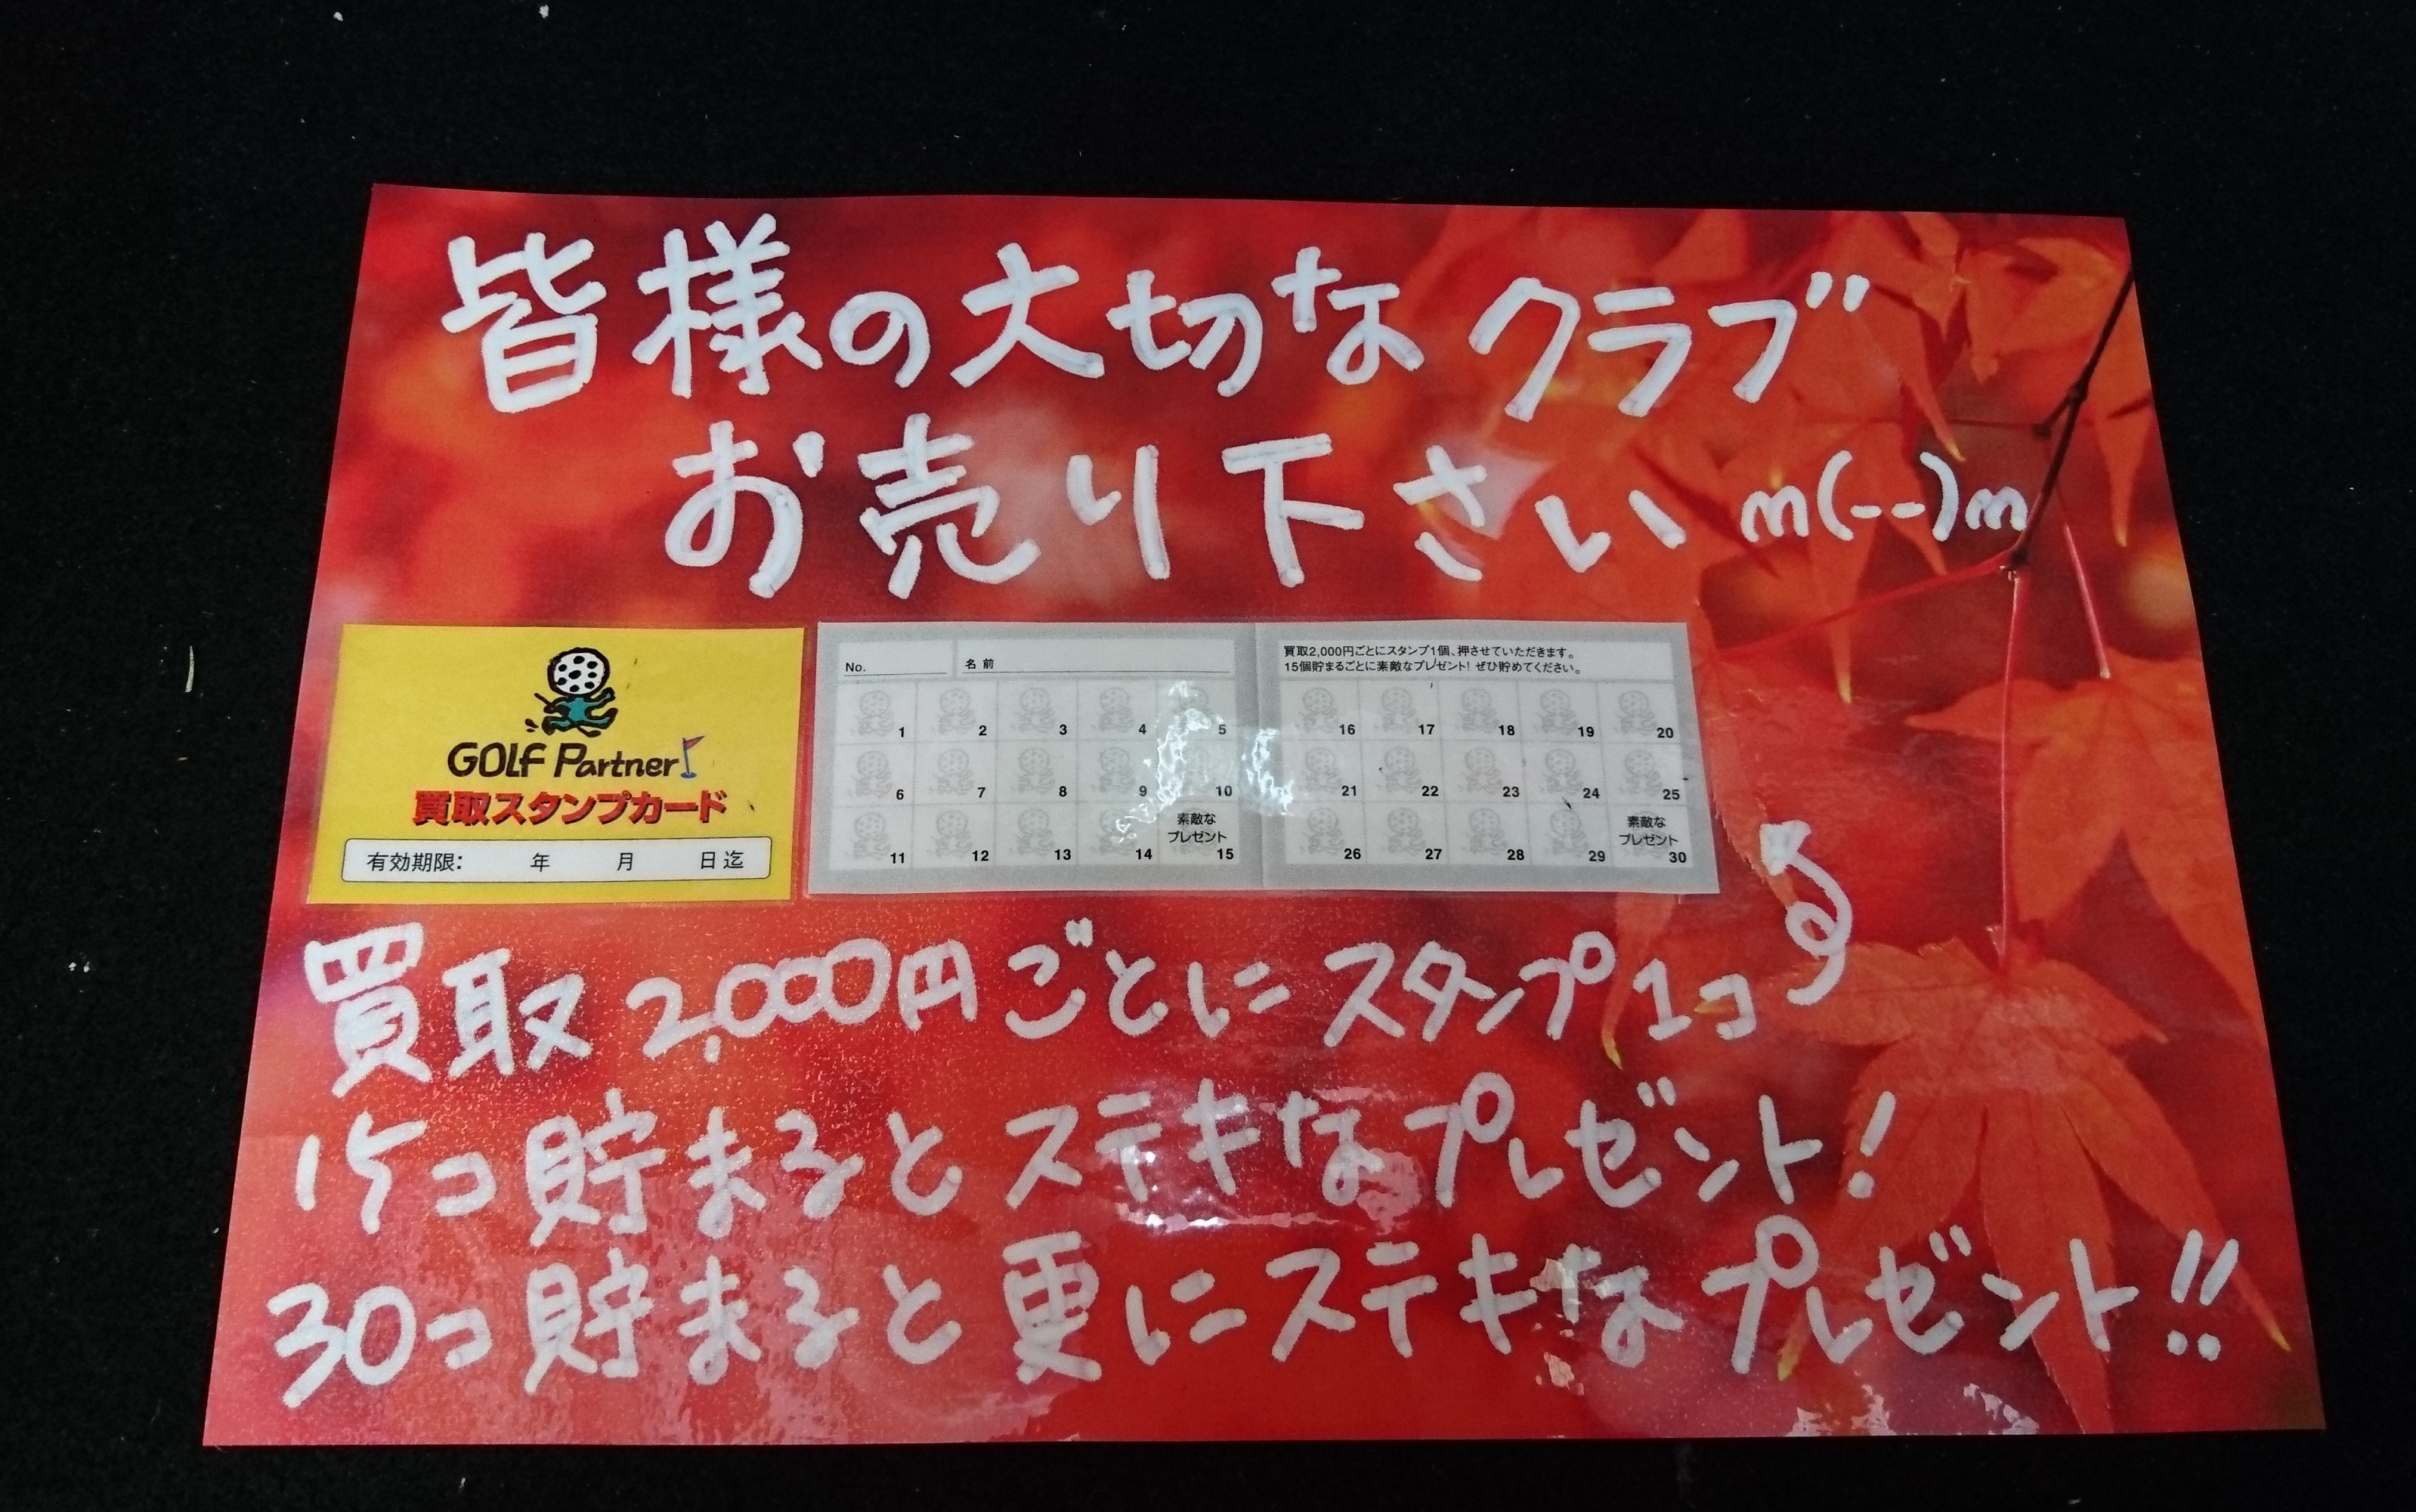 皆様の大切なクラブ
お売り下さい m(--)m
GOLF Partner
買取スタンプカード
有効期限: 年 月 日迄
No. 名前
1 2 3 4 5
6 7 8 9 10
素敵な
プレゼント
11 12 13 14 15
買取2,000円ごとにスタンプ1個、押させていただきます。
15個貯まるごとに素敵なプレゼント! ぜひ貯めてください。
16 17 18 19 20
21 22 23 24 25
素敵な
プレゼント
26 27 28 29 30
買取2,000円ごとにスタンプ1コ
15コ貯まるとステキなプレゼント!
30コ貯まると更にステキなプレゼント!!